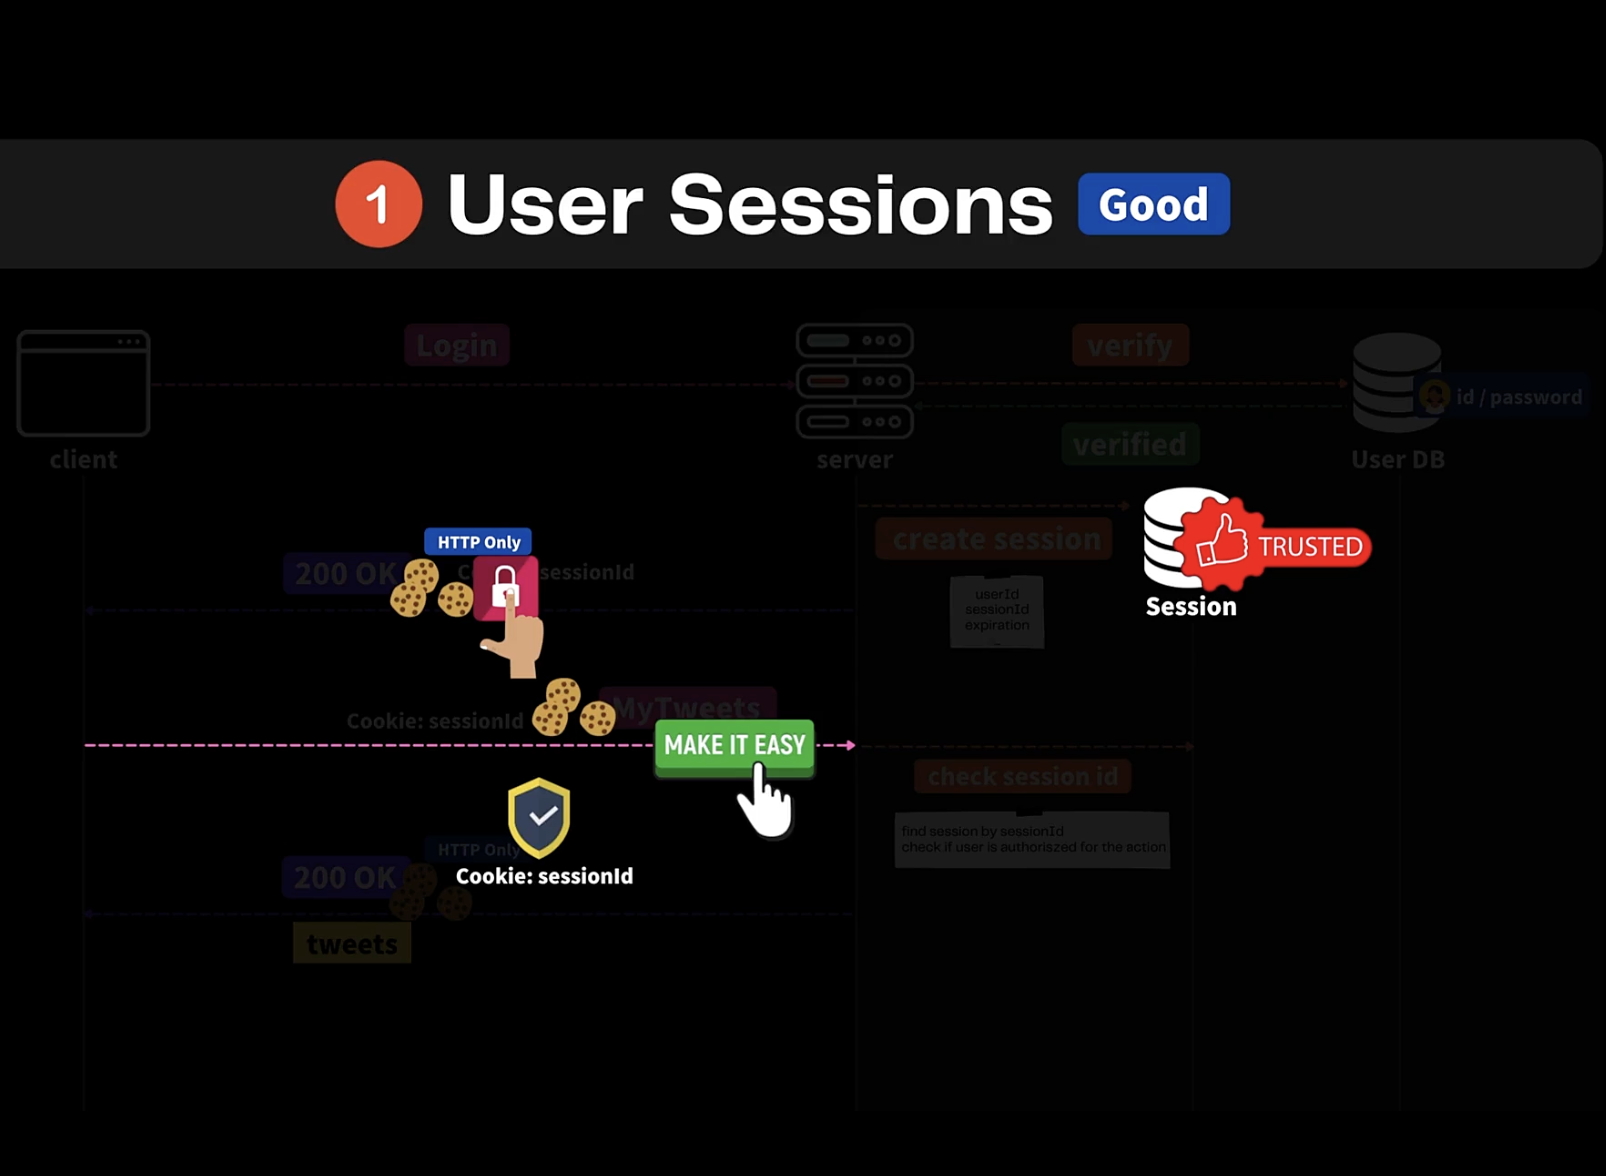 1 User Sessions Good
Login
verify
id / password
verified
client
server
User DB
create session
HTTP Only
200 OK
sessionId
TRUSTED
userId
sessionId
expiration
Session
MyTweets
Cookie: sessionId
MAKE IT EASY
check session id
find session by sessionId
check if user is authoriszed for the action
HTTP Only
200 OK
Cookie: sessionId
tweets